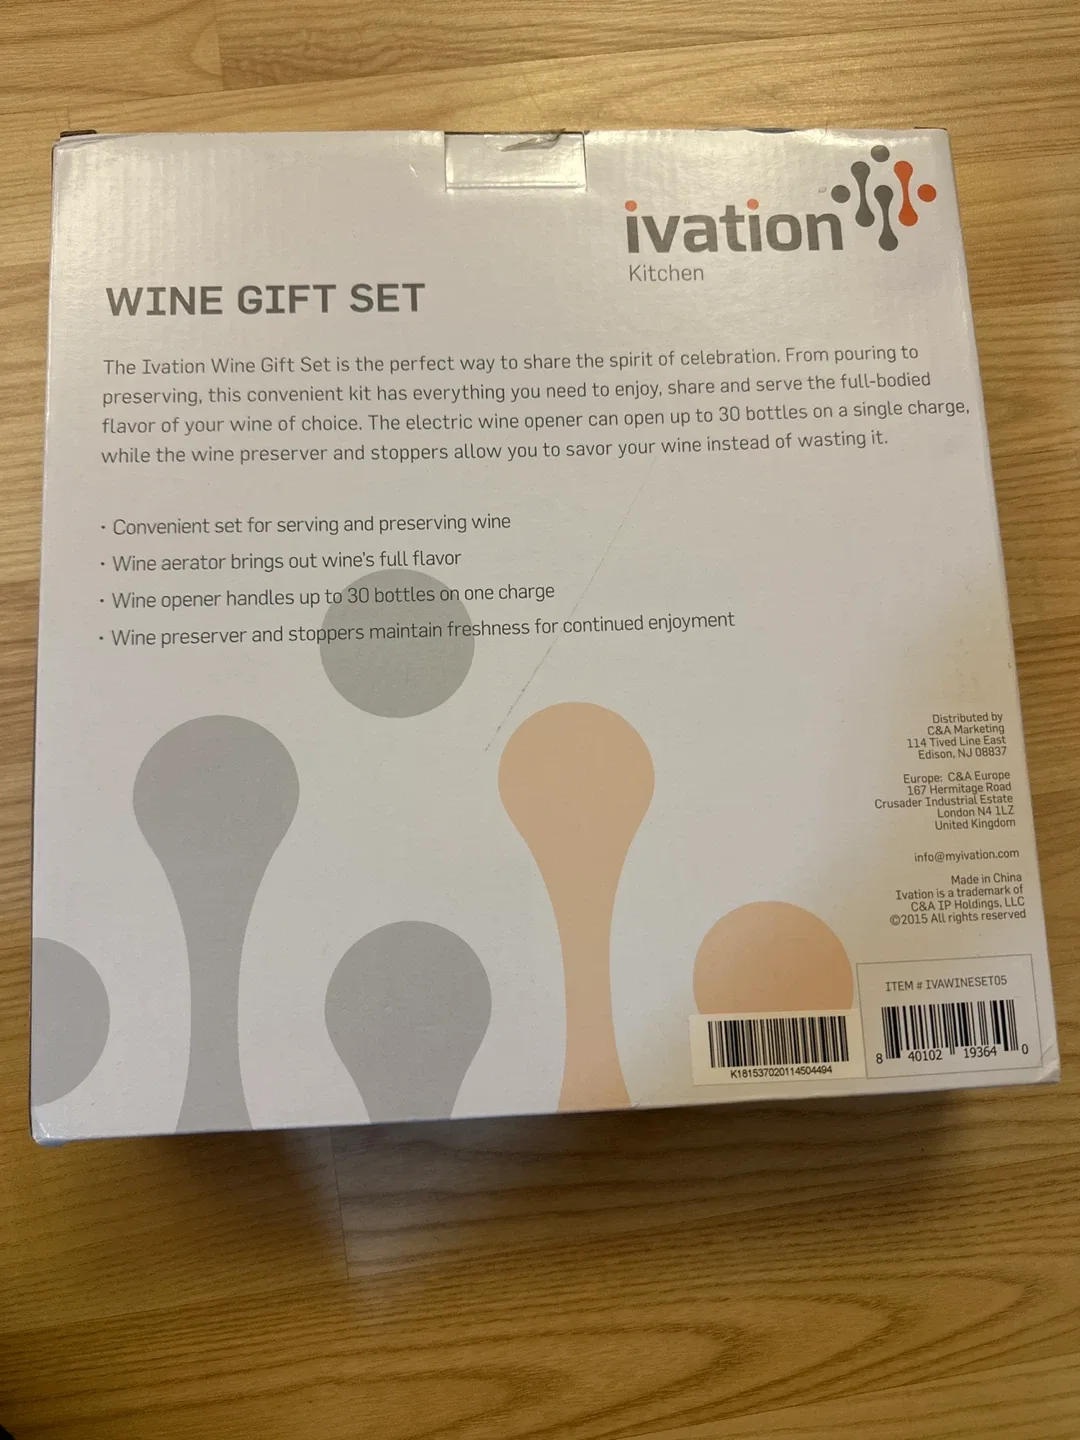 ivation
Kitchen
WINE GIFT SET
The Ivation Wine Gift Set is the perfect way to share the spirit of celebration. From pouring to
preserving, this convenient kit has everything you need to enjoy, share and serve the full-bodied
flavor of your wine of choice. The electric wine opener can open up to 30 bottles on a single charge,
while the wine preserver and stoppers allow you to savor your wine instead of wasting it.
· Convenient set for serving and preserving wine
· Wine aerator brings out wine's full flavor
· Wine opener handles up to 30 bottles on one charge
· Wine preserver and stoppers maintain freshness for continued enjoyment
Distributed by
C&A Marketing
114 Tived Line East
Edison, NJ 08837
Europe: C&A Europe
167 Hermitage Road
Crusader Industrial Estate
London N4 1LZ
United Kingdom
info@myivation.com
Made in China
Ivation is a trademark of
C&A IP Holdings, LLC
©2015 All rights reserved
ITEM # IVAWINESET05
8 40102 19364 0
K181537020114504494